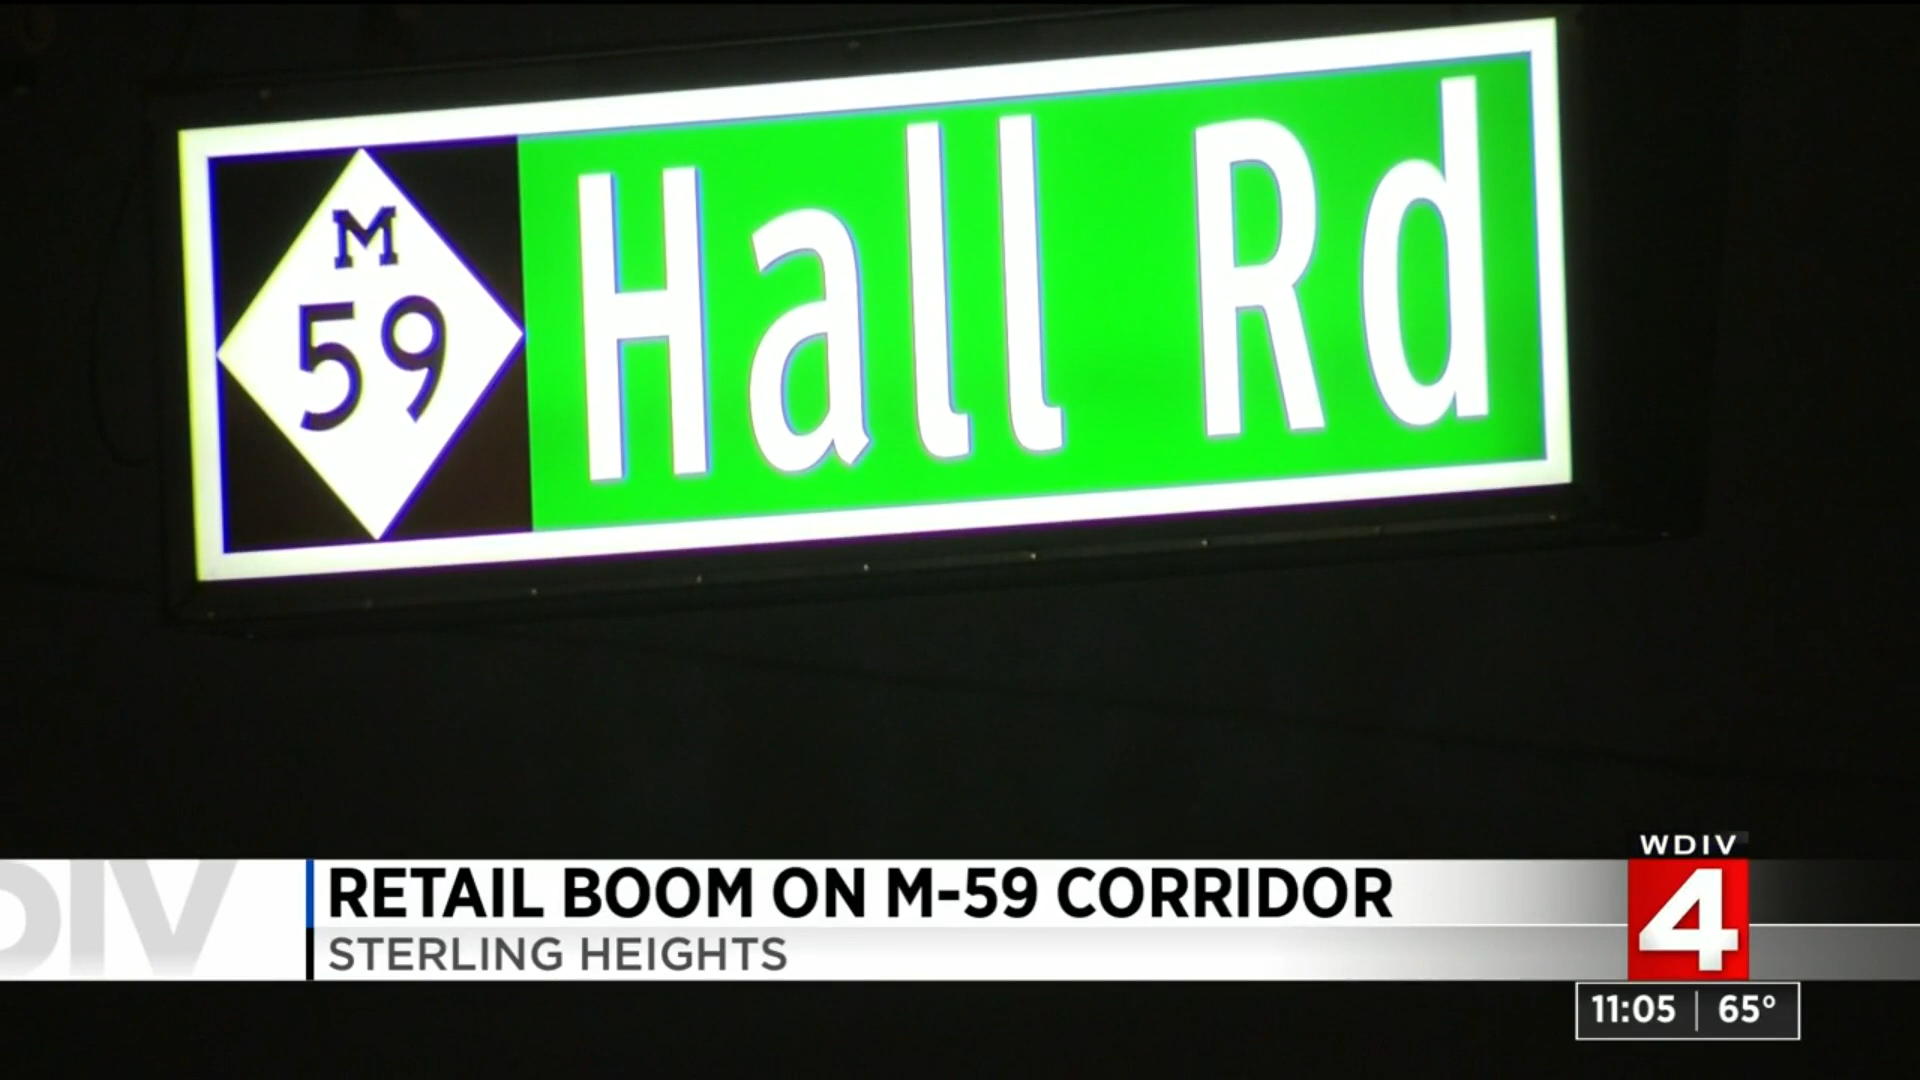 M
59
Hall Rd
WDIV
RETAIL BOOM ON M-59 CORRIDOR
4
STERLING HEIGHTS
11:05 | 65°